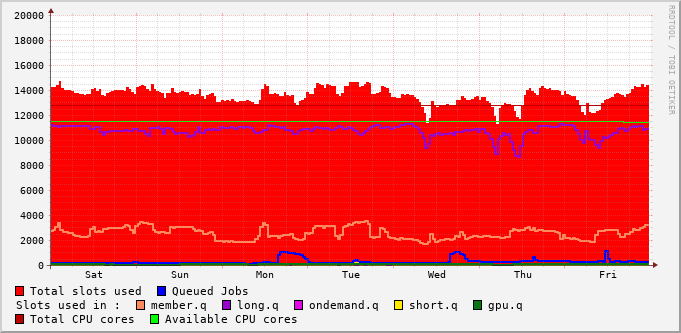 RRDTOOL / TOBI OETIKER
20000
18000
16000
14000
12000
10000
8000
6000
4000
2000
0
Sat Sun Mon Tue Wed Thu Fri
Total slots used Queued Jobs
Slots used in : member.q long.q ondemand.q short.q gpu.q
Total CPU cores Available CPU cores